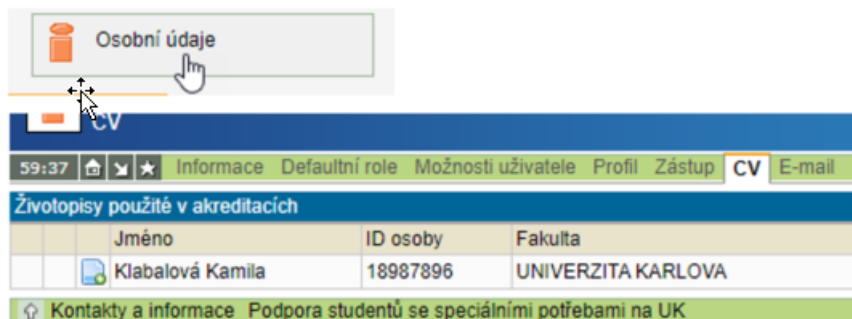 Osobní údaje
CV
59:37 Informace Defaultní role Možnosti uživatele Profil Zástup CV E-mail
Životopisy použité v akreditacích
Jméno ID osoby Fakulta
Klabalová Kamila 18987896 UNIVERZITA KARLOVA
Kontakty a informace Podpora studentů se speciálními potřebami na UK